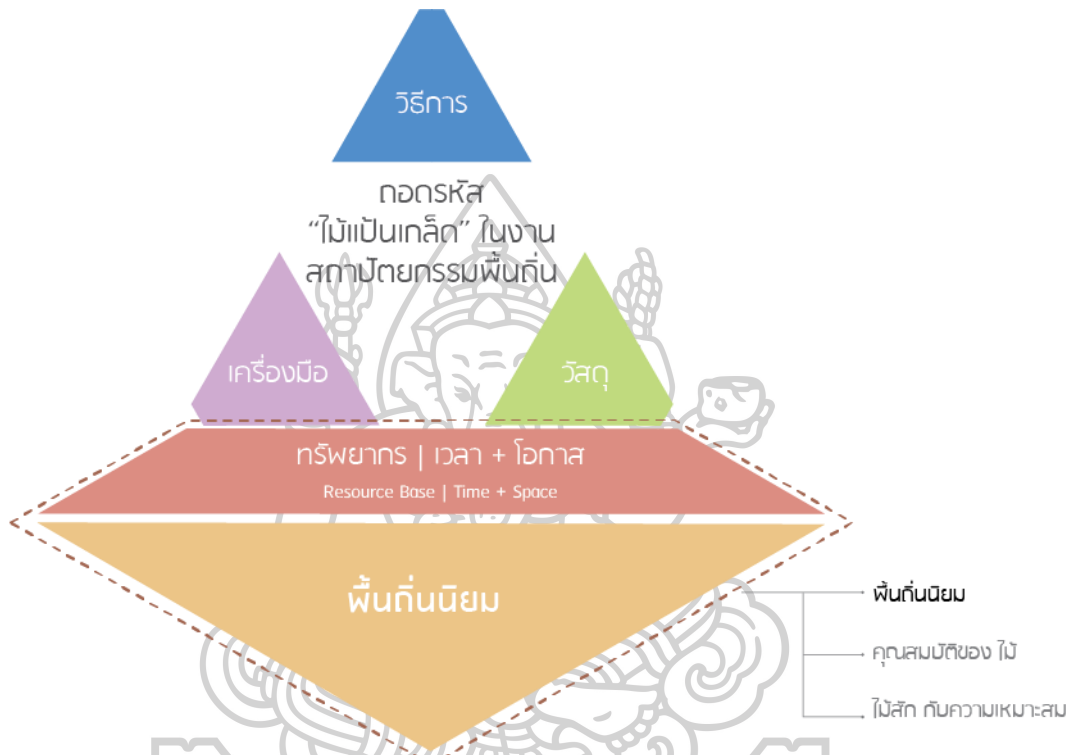 วิธีการ
ถอดรหัส
“ไม้แป้นเกล็ด” ในงาน
สถาปัตยกรรมพื้นถิ่น
เครื่องมือ
วัสดุ
ทรัพยากร | เวลา + โอกาส
Resource Base | Time + Space
พื้นถิ่นนิยม
พื้นถิ่นนิยม
คุณสมบัติของ ไม้
ไม้สัก กับความเหมาะสม